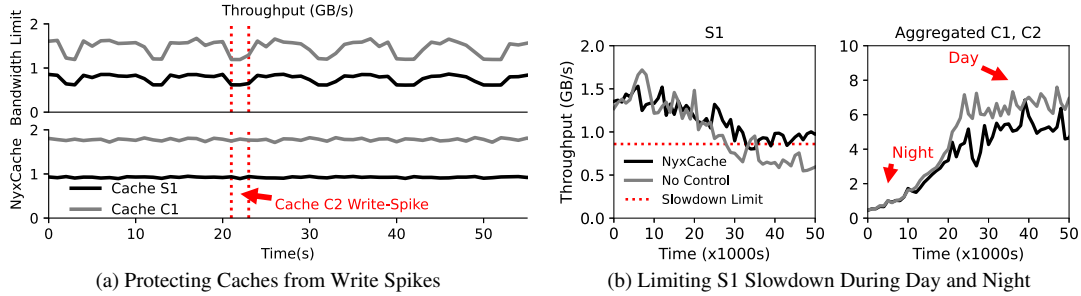 Throughput (GB/s)
Bandwidth Limit
2
1
0
NyxCache
2
1
0
Cache S1
Cache C1
Cache C2 Write-Spike
0 10 20 30 40 50
Time(s)
(a) Protecting Caches from Write Spikes
S1
Throughput (GB/s)
2.0
1.5
1.0
0.5
0.0
NyxCache
No Control
Slowdown Limit
0 10 20 30 40 50
Time (x1000s)
Aggregated C1, C2
10
8
6
4
2
0
Day
Night
0 10 20 30 40 50
Time (x1000s)
(b) Limiting S1 Slowdown During Day and Night